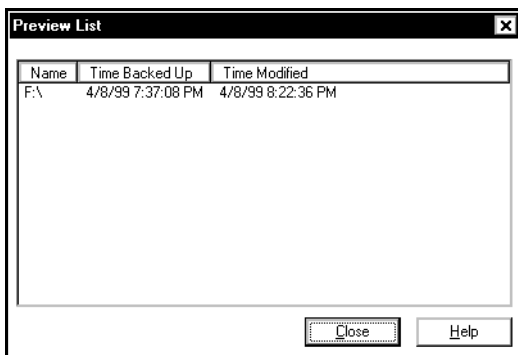 Preview List
Name Time Backed Up Time Modified
F:\ 4/8/99 7:37:08 PM 4/8/99 8:22:36 PM
Close Help